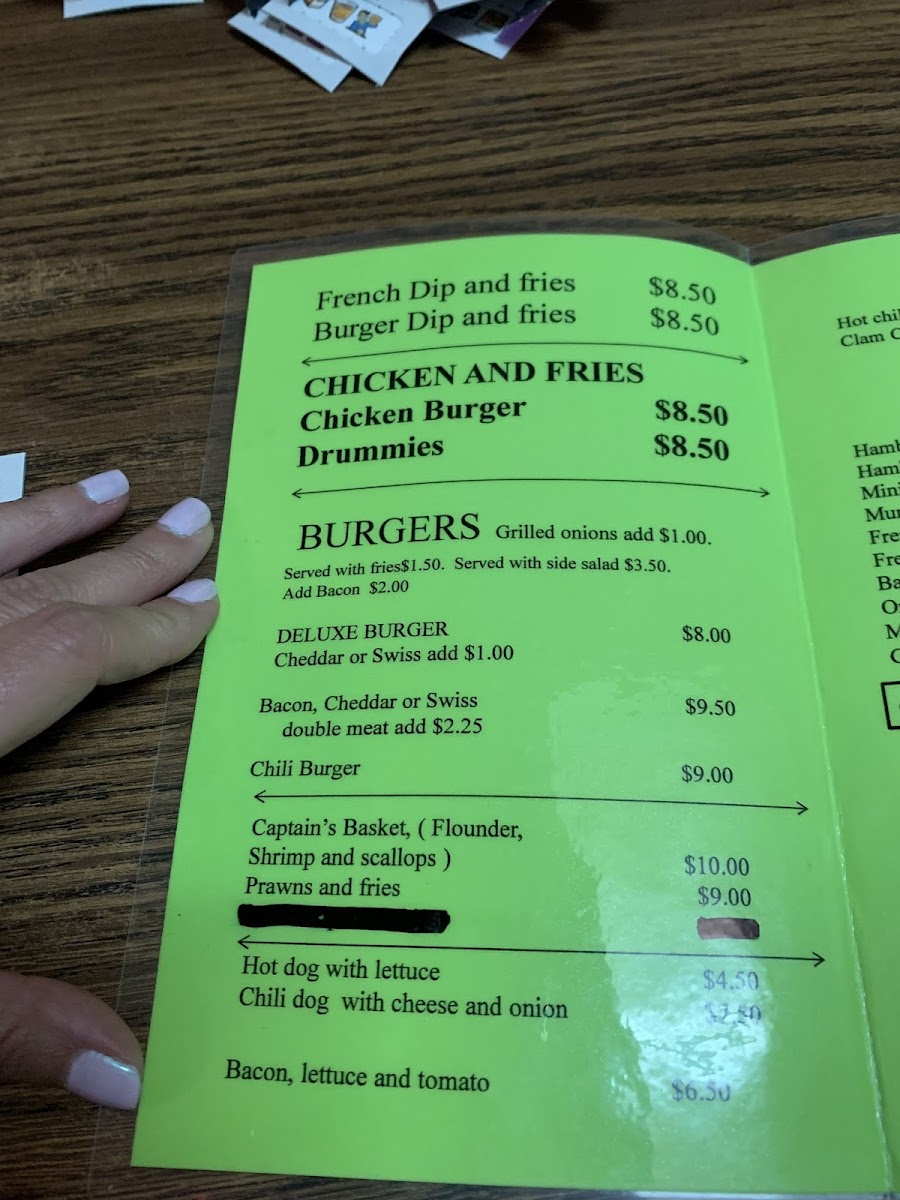 French Dip and fries $8.50
Burger Dip and fries $8.50
CHICKEN AND FRIES
Chicken Burger $8.50
Drummies $8.50
BURGERS Grilled onions add $1.00.
Served with fries$1.50. Served with side salad $3.50.
Add Bacon $2.00
DELUXE BURGER $8.00
Cheddar or Swiss add $1.00
Bacon, Cheddar or Swiss $9.50
double meat add $2.25
Chili Burger $9.00
Captain's Basket, ( Flounder,
Shrimp and scallops ) $10.00
Prawns and fries $9.00
Hot dog with lettuce $4.50
Chili dog with cheese and onion
Bacon, lettuce and tomato $6.50
Hot
Clam